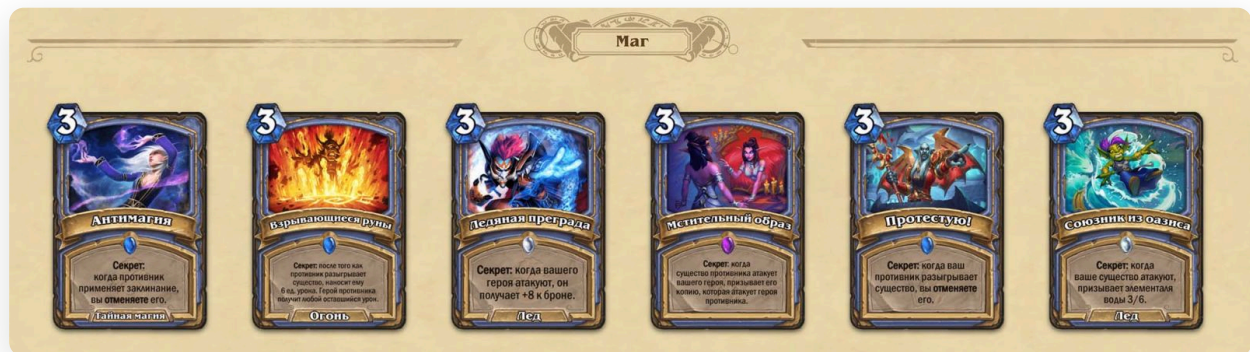 Маг
3
Антимагия
Секрет:
когда противник
применяет заклинание,
вы отменяете его.
Тайная магия
3
Взрывающиеся руны
Секрет: после того как
противник разыгрывает
существо, наносит ему
6 ед. урона. Герой противника
получит любой оставшийся урон.
Огонь
3
Ледяная преграда
Секрет: когда вашего
героя атакуют, он
получает +8 к броне.
Лед
3
Мстительный образ
Секрет: когда
существо противника атакует
вашего героя, призывает его
копию, которая атакует героя
противника.
3
Протестую!
Секрет: когда ваш
противник разыгрывает
существо, вы отменяете
его.
3
Союзник из оазиса
Секрет: когда
ваше существо атакуют,
призывает элементаля
воды 3/6.
Лед